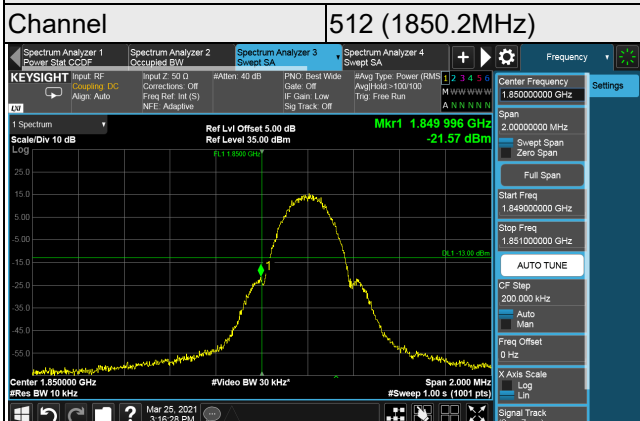 Channel 512 (1850.2MHz)
Spectrum Analyzer 1 Spectrum Analyzer 2 Spectrum Analyzer 3 Spectrum Analyzer 4 Frequency
Power Stat CCDF Occupied BW Swept SA Swept SA
KEYSIGHT Input: RF Input Z: 50 Ω #Atten: 40 dB PNO: Best Wide #Avg Type: Power (RMS 1 2 3 4 5 6
Coupling: DC Corrections: Off Gate: Off Avg|Hold:>100/100 M W W W W W
Align: Auto Freq Ref: Int (S) IF Gain: Low Trig: Free Run
LXI NFE: Adaptive Sig Track: Off A N N N N N
1 Spectrum Ref Lvl Offset 5.00 dB Mkr1 1.849 996 GHz
Scale/Div 10 dB Ref Level 35.00 dBm -21.57 dBm
Log FL1 1.8500 GHz
25.0
15.0
5.00
-5.00
DL1 -13.00 dBm
-15.0
1
-25.0
-35.0
-45.0
-55.0
Center 1.850000 GHz #Video BW 30 kHz* Span 2.000 MHz
#Res BW 10 kHz #Sweep 1.00 s (1001 pts)
Mar 25, 2021
3:16:28 PM
Center Frequency Settings
1.850000000 GHz
Span
2.00000000 MHz
Swept Span
Zero Span
Full Span
Start Freq
1.849000000 GHz
Stop Freq
1.851000000 GHz
AUTO TUNE
CF Step
200.000 kHz
Auto
Man
Freq Offset
0 Hz
X Axis Scale
Log
Lin
Signal Track